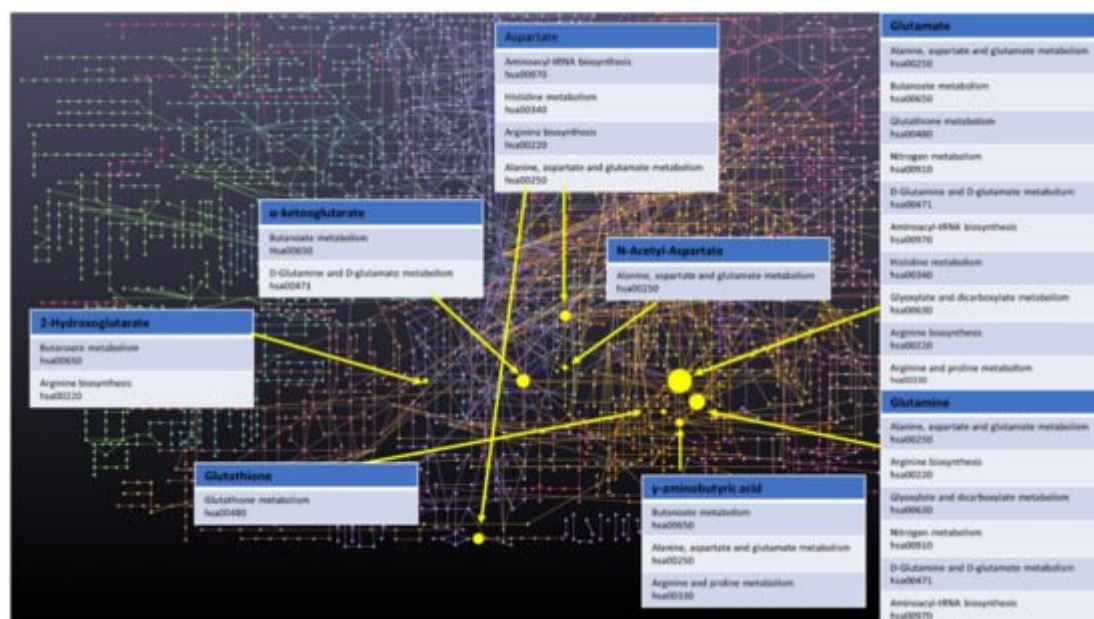 Aspartate
Aminoacyl-tRNA biosynthesis
hsa00970
Histidine metabolism
hsa00340
Arginine biosynthesis
hsa00220
Alanine, aspartate and glutamate metabolism
hsa00250
α-ketooglutarate
Butanoate metabolism
Hsa00650
D-Glutamine and D-glutamate metabolism
hsa00471
N-Acetyl-Aspartate
Alanine, aspartate and glutamate metabolism
hsa00250
2-Hydroxoglutarate
Butanoate metabolism
hsa00650
Arginine biosynthesis
hsa00220
Glutathione
Glutathione metabolism
hsa00480
γ-aminobutyric acid
Butanoate metabolism
hsa00650
Alanine, aspartate and glutamate metabolism
hsa00250
Arginine and proline metabolism
hsa00330
Glutamate
Alanine, aspartate and glutamate metabolism
hsa00250
Butanoate metabolism
hsa00650
Glutathione metabolism
hsa00480
Nitrogen metabolism
hsa00910
D-Glutamine and D-glutamate metabolism
hsa00471
Aminoacyl-tRNA biosynthesis
hsa00970
Histidine metabolism
hsa00340
Glyoxylate and dicarboxylate metabolism
hsa00630
Arginine biosynthesis
hsa00220
Arginine and proline metabolism
hsa00330
Glutamine
Alanine, aspartate and glutamate metabolism
hsa00250
Arginine biosynthesis
hsa00220
Glyoxylate and dicarboxylate metabolism
hsa00630
Nitrogen metabolism
hsa00910
D-Glutamine and D-glutamate metabolism
hsa00471
Aminoacyl-tRNA biosynthesis
hsa00970